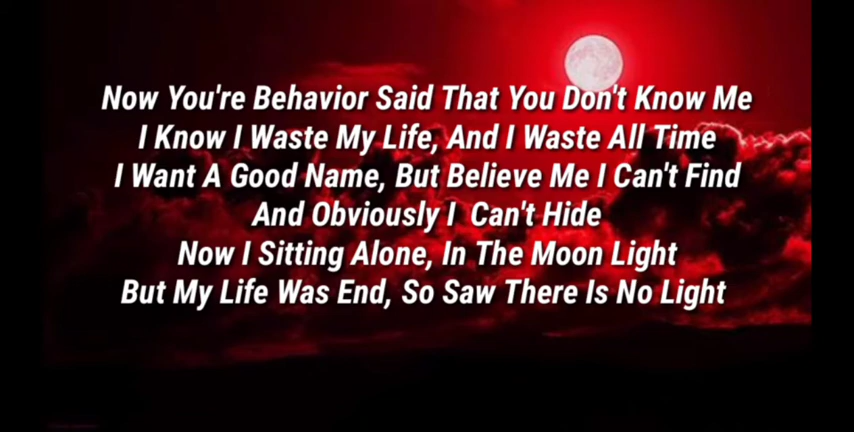 Now You're Behavior Said That You Don't Know Me
I Know I Waste My Life, And I Waste All Time
I Want A Good Name, But Believe Me I Can't Find
And Obviously I Can't Hide
Now I Sitting Alone, In The Moon Light
But My Life Was End, So Saw There Is No Light